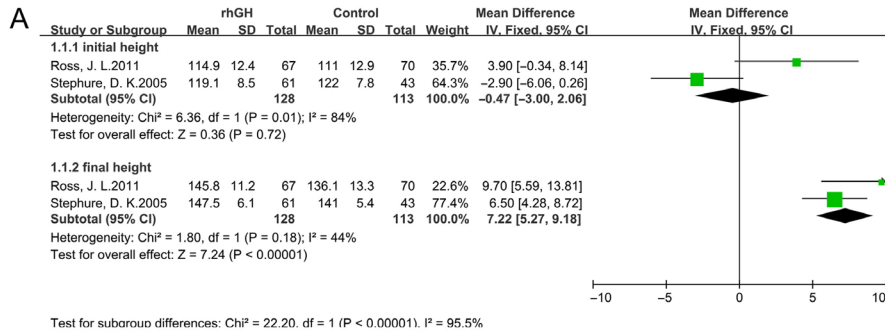 A
rhGH Control Mean Difference Mean Difference
Study or Subgroup Mean SD Total Mean SD Total Weight IV. Fixed. 95% CI IV. Fixed. 95% CI
1.1.1 initial height
Ross, J. L.2011 114.9 12.4 67 111 12.9 70 35.7% 3.90 [-0.34, 8.14]
Stephure, D. K.2005 119.1 8.5 61 122 7.8 43 64.3% -2.90 [-6.06, 0.26]
Subtotal (95% CI) 128 113 100.0% -0.47 [-3.00, 2.06]
Heterogeneity: Chi² = 6.36, df = 1 (P = 0.01); I² = 84%
Test for overall effect: Z = 0.36 (P = 0.72)
1.1.2 final height
Ross, J. L.2011 145.8 11.2 67 136.1 13.3 70 22.6% 9.70 [5.59, 13.81]
Stephure, D. K.2005 147.5 6.1 61 141 5.4 43 77.4% 6.50 [4.28, 8.72]
Subtotal (95% CI) 128 113 100.0% 7.22 [5.27, 9.18]
Heterogeneity: Chi² = 1.80, df = 1 (P = 0.18); I² = 44%
Test for overall effect: Z = 7.24 (P < 0.00001)
-10 -5 0 5 10
Test for subgroup differences: Chi² = 22.20, df = 1 (P < 0.00001), I² = 95.5%